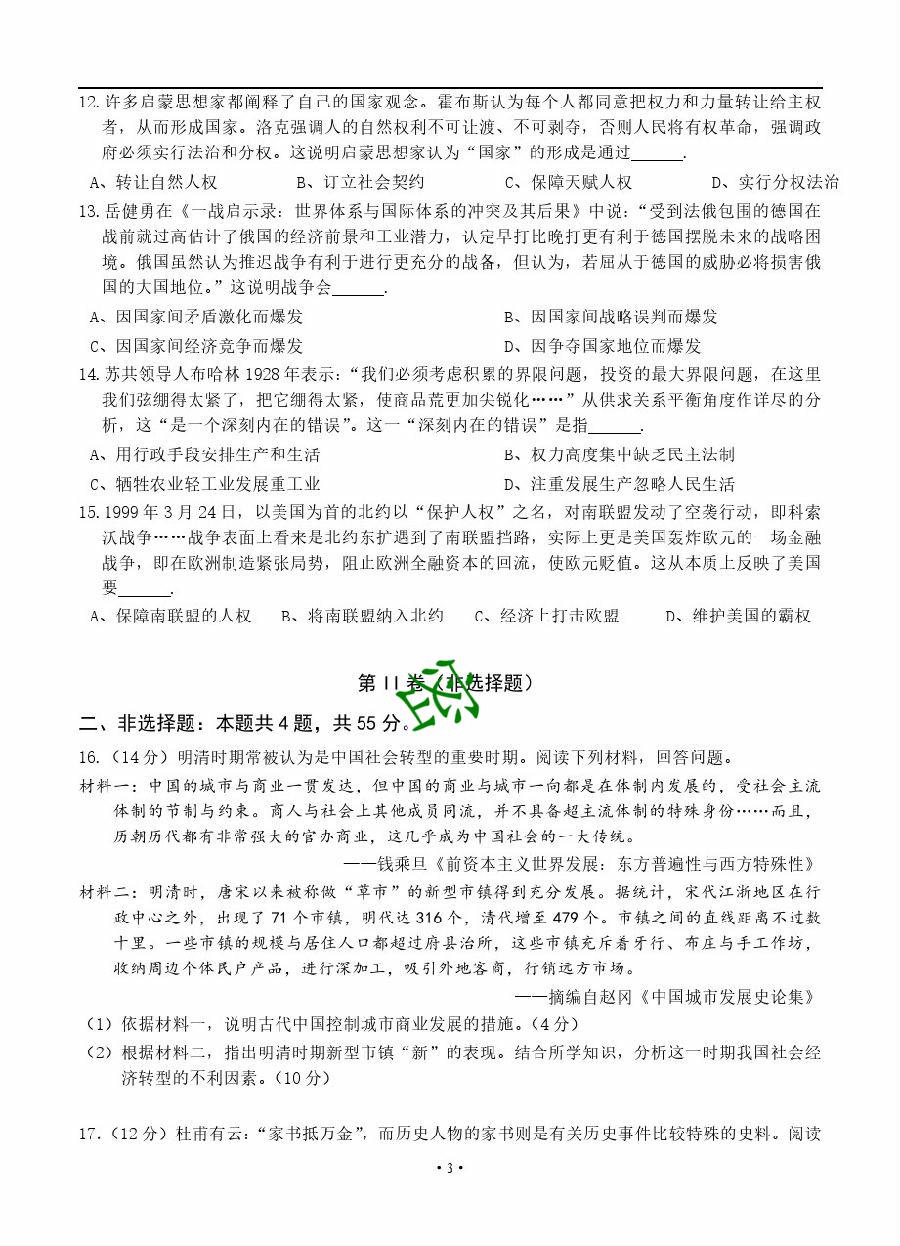 12.许多启蒙思想家都阐释了自己的国家观念。霍布斯认为每个人都同意把权力和力量转让给主权
者，从而形成国家。洛克强调人的自然权利不可让渡、不可剥夺，否则人民将有权革命，强调政
府必须实行法治和分权。这说明启蒙思想家认为“国家”的形成是通过______.
A、转让自然人权 B、订立社会契约 C、保障天赋人权 D、实行分权法治
13.岳健勇在《一战启示录：世界体系与国际体系的冲突及其后果》中说：“受到法俄包围的德国在
战前就过高估计了俄国的经济前景和工业潜力，认定早打比晚打更有利于德国摆脱未来的战略困
境。俄国虽然认为推迟战争有利于进行更充分的战备，但认为，若屈从于德国的威胁必将损害俄
国的大国地位。”这说明战争会______.
A、因国家间矛盾激化而爆发 B、因国家间战略误判而爆发
C、因国家间经济竞争而爆发 D、因争夺国家地位而爆发
14.苏共领导人布哈林1928年表示：“我们必须考虑积累的界限问题，投资的最大界限问题，在这里
我们弦绷得太紧了，把它绷得太紧，使商品荒更加尖锐化……”从供求关系平衡角度作详尽的分
析，这“是一个深刻内在的错误”。这一“深刻内在的错误”是指______.
A、用行政手段安排生产和生活 B、权力高度集中缺乏民主法制
C、牺牲农业轻工业发展重工业 D、注重发展生产忽略人民生活
15.1999年3月24日，以美国为首的北约以“保护人权”之名，对南联盟发动了空袭行动，即科索
沃战争……战争表面上看来是北约东扩遇到了南联盟挡路，实际上更是美国轰炸欧元的 场金融
战争，即在欧洲制造紧张局势，阻止欧洲全融资本的回流，使欧元贬值。这从本质上反映了美国
要______.
A、保障南联盟的人权 B、将南联盟纳入北约 C、经济上打击欧盟 D、维护美国的霸权
第II卷（非选择题）
二、非选择题：本题共4题，共55分。
16.（14分）明清时期常被认为是中国社会转型的重要时期。阅读下列材料，回答问题。
材料一：中国的城市与商业一贯发达，但中国的商业与城市一向都是在体制内发展约，受社会主流
体制的节制与约束。商人与社会上其他成员同流，并不具备超主流体制的特殊身份……而且，
历朝历代都有非常强大的官办商业，这几乎成为中国社会的一大传统。
——钱乘旦《前资本主义世界发展：东方普遍性与西方特殊性》
材料二：明清时，唐宋以来被称做“草市”的新型市镇得到充分发展。据统计，宋代江浙地区在行
政中心之外，出现了71个市镇，明代达316个，清代增至479个。市镇之间的直线距离不过数
十里。一些市镇的规模与居住人口都超过府县治所，这些市镇充斥着牙行、布庄与手工作坊，
收纳周边个体民户产品，进行深加工，吸引外地客商，行销远方市场。
——摘编自赵冈《中国城市发展史论集》
（1）依据材料一，说明古代中国控制城市商业发展的措施。（4分）
（2）根据材料二，指出明清时期新型市镇“新”的表现。结合所学知识，分析这一时期我国社会经
济转型的不利因素。（10分）
17.（12分）杜甫有云：“家书抵万金”，而历史人物的家书则是有关历史事件比较特殊的史料。阅读
·3·